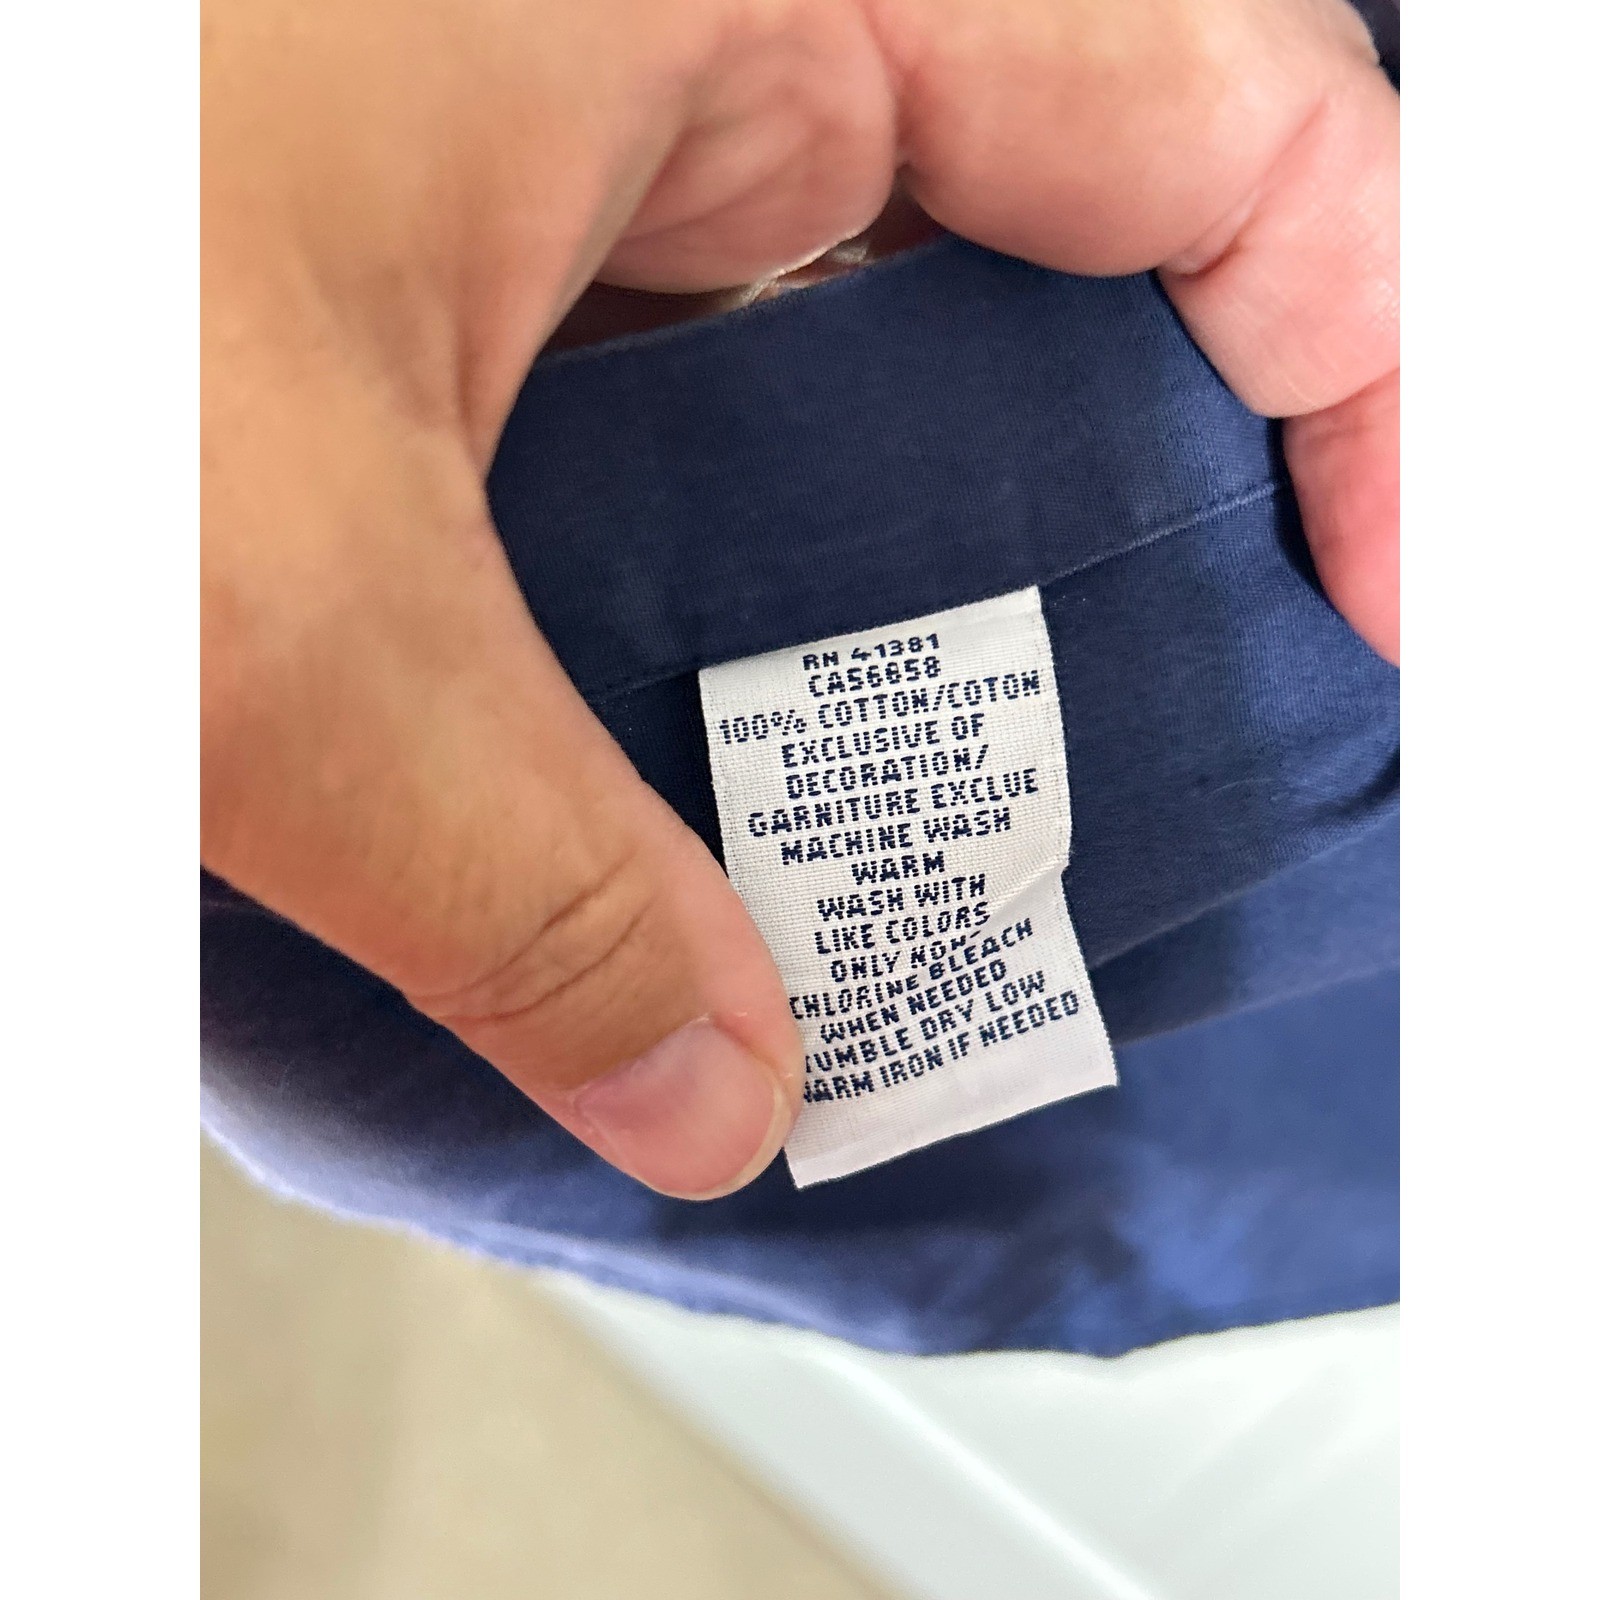 RN 41381
CA56858
100% COTTON/COTON
EXCLUSIVE OF
DECORATION/
GARNITURE EXCLUE
MACHINE WASH
WARM
WASH WITH
LIKE COLORS
ONLY NON-
CHLORINE BLEACH
WHEN NEEDED
TUMBLE DRY LOW
WARM IRON IF NEEDED